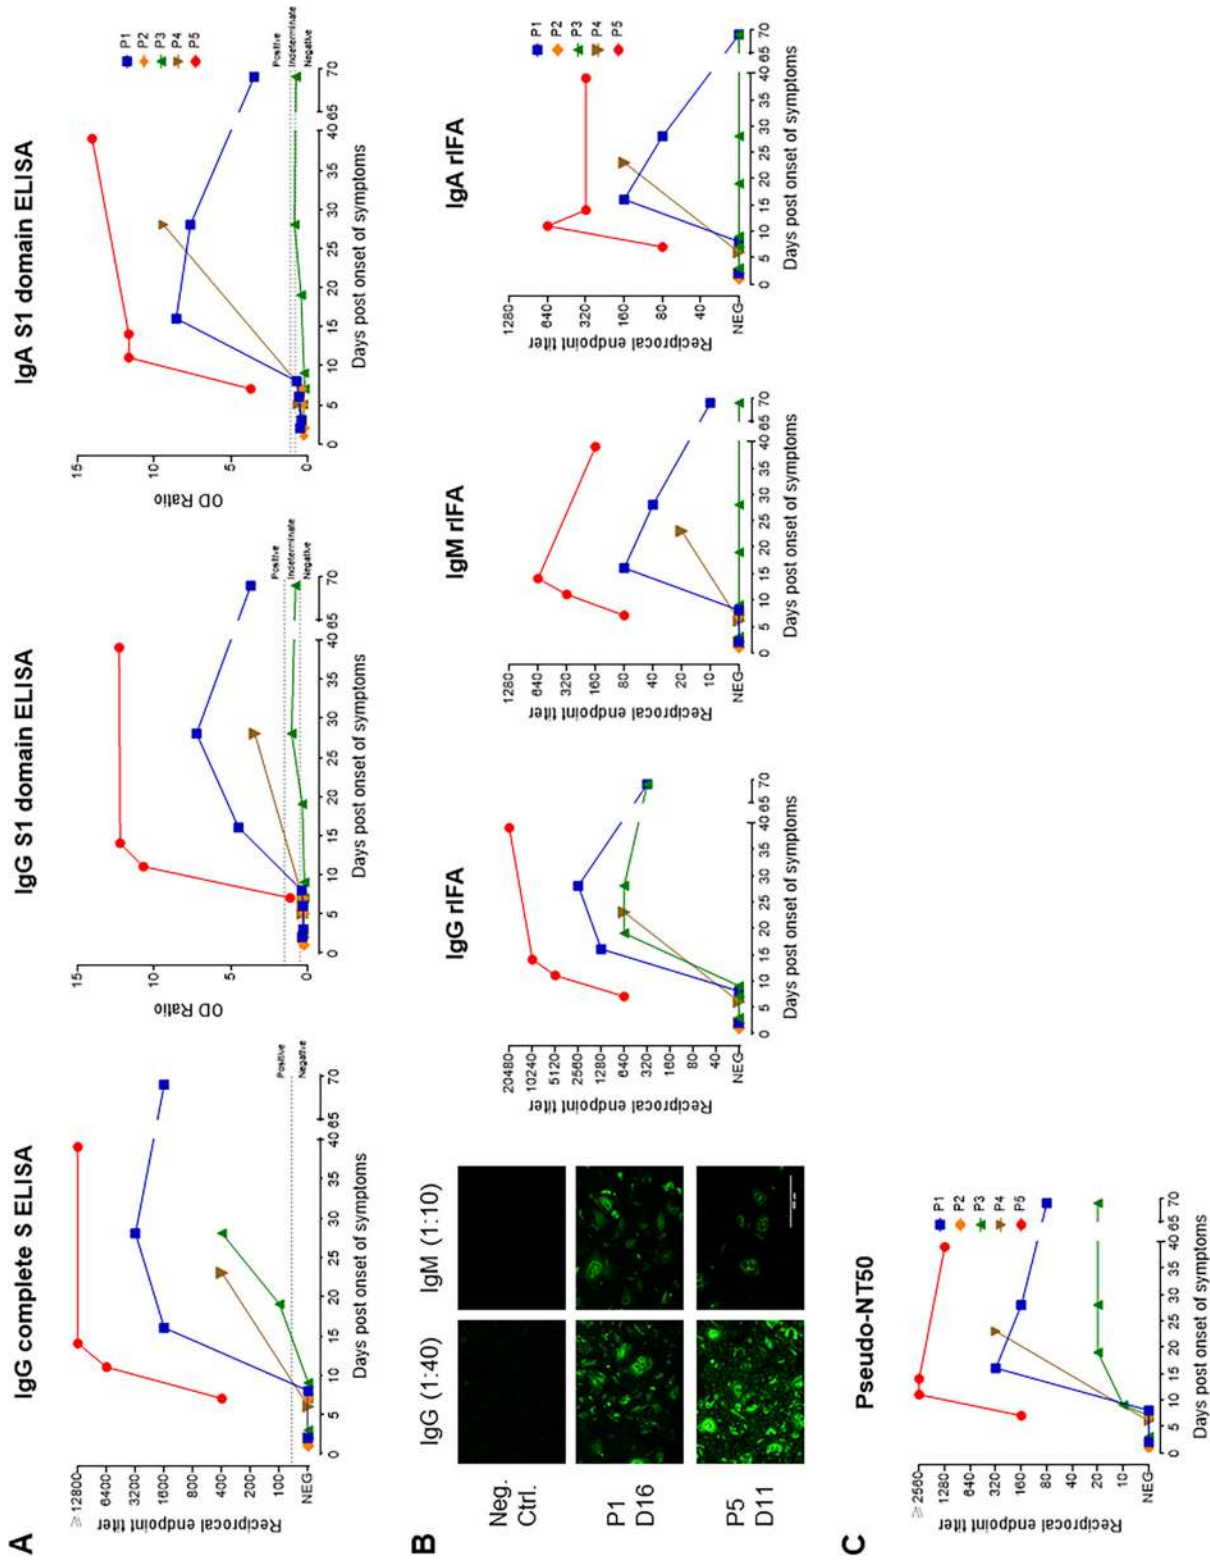 A
IgG complete S ELISA
Reciprocal endpoint titer
≥ 12800
6400
3200
1600
800
400
200
100
NEG
Positive
Negative
0 5 10 15 20 25 30 35 40 65 70
Days post onset of symptoms
IgG S1 domain ELISA
OD Ratio
15
10
5
0
Positive
Indeterminate
Negative
0 5 10 15 20 25 30 35 40 65 70
Days post onset of symptoms
IgA S1 domain ELISA
OD Ratio
15
10
5
0
P1
P2
P3
P4
P5
Positive
Indeterminate
Negative
0 5 10 15 20 25 30 35 40 65 70
Days post onset of symptoms
B
IgG (1:40) IgM (1:10)
Neg.
Ctrl.
P1
D16
P5
D11
IgG rIFA
Reciprocal endpoint titer
20480
10240
5120
2560
1280
640
320
160
80
40
NEG
0 5 10 15 20 25 30 35 40 65 70
Days post onset of symptoms
IgM rIFA
Reciprocal endpoint titer
1280
640
320
160
80
40
20
10
NEG
0 5 10 15 20 25 30 35 40 65 70
Days post onset of symptoms
IgA rIFA
Reciprocal endpoint titer
1280
640
320
160
80
40
NEG
P1
P2
P3
P4
P5
0 5 10 15 20 25 30 35 40 65 70
Days post onset of symptoms
C
Pseudo-NT50
Reciprocal endpoint titer
≥ 2560
1280
640
320
160
80
40
20
10
NEG
P1
P2
P3
P4
P5
0 5 10 15 20 25 30 35 40 65 70
Days post onset of symptoms